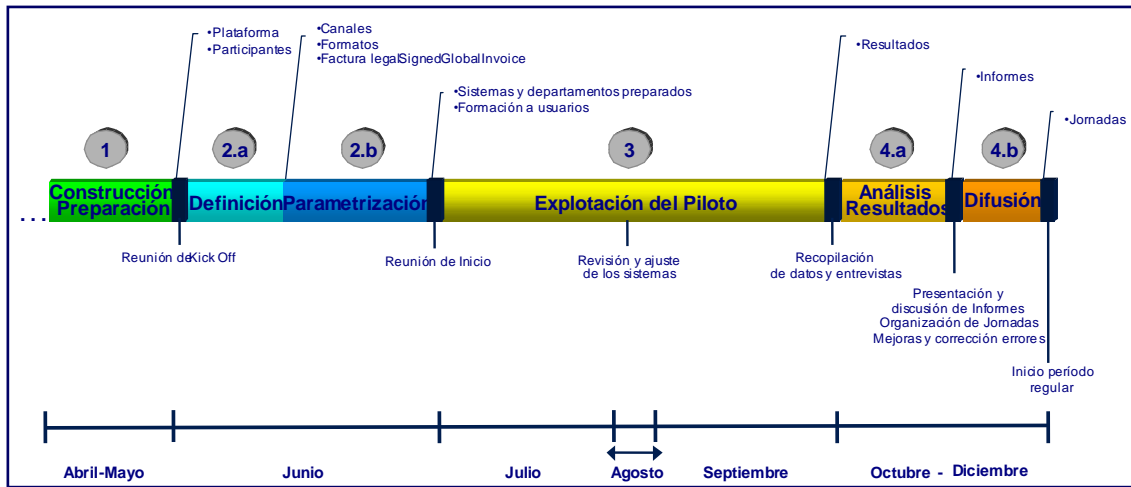 •Plataforma
•Participantes
•Canales
•Formatos
•Factura legalSignedGlobalInvoice
•Sistemas y departamentos preparados
•Formación a usuarios
•Resultados
•Informes
•Jornadas
1
2.a
2.b
3
4.a
4.b
...
Construcción
Preparación
Definición
Parametrización
Explotación del Piloto
Análisis
Resultados
Difusión
Reunión de Kick Off
Reunión de Inicio
Revisión y ajuste
de los sistemas
Recopilación
de datos y entrevistas
Presentación y
discusión de Informes
Organización de Jornadas
Mejoras y corrección errores
Inicio período
regular
Abril-Mayo
Junio
Julio
Agosto
Septiembre
Octubre - Diciembre